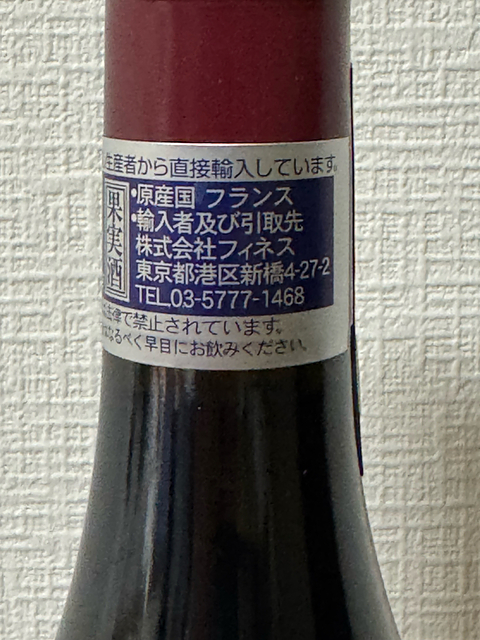 生産者から直接輸入しています。
果実酒
•原産国 フランス
•輸入者及び引取先
株式会社フィネス
東京都港区新橋4-27-2
TEL.03-5777-1468
法律で禁止されています。
なるべく早目にお飲みください。